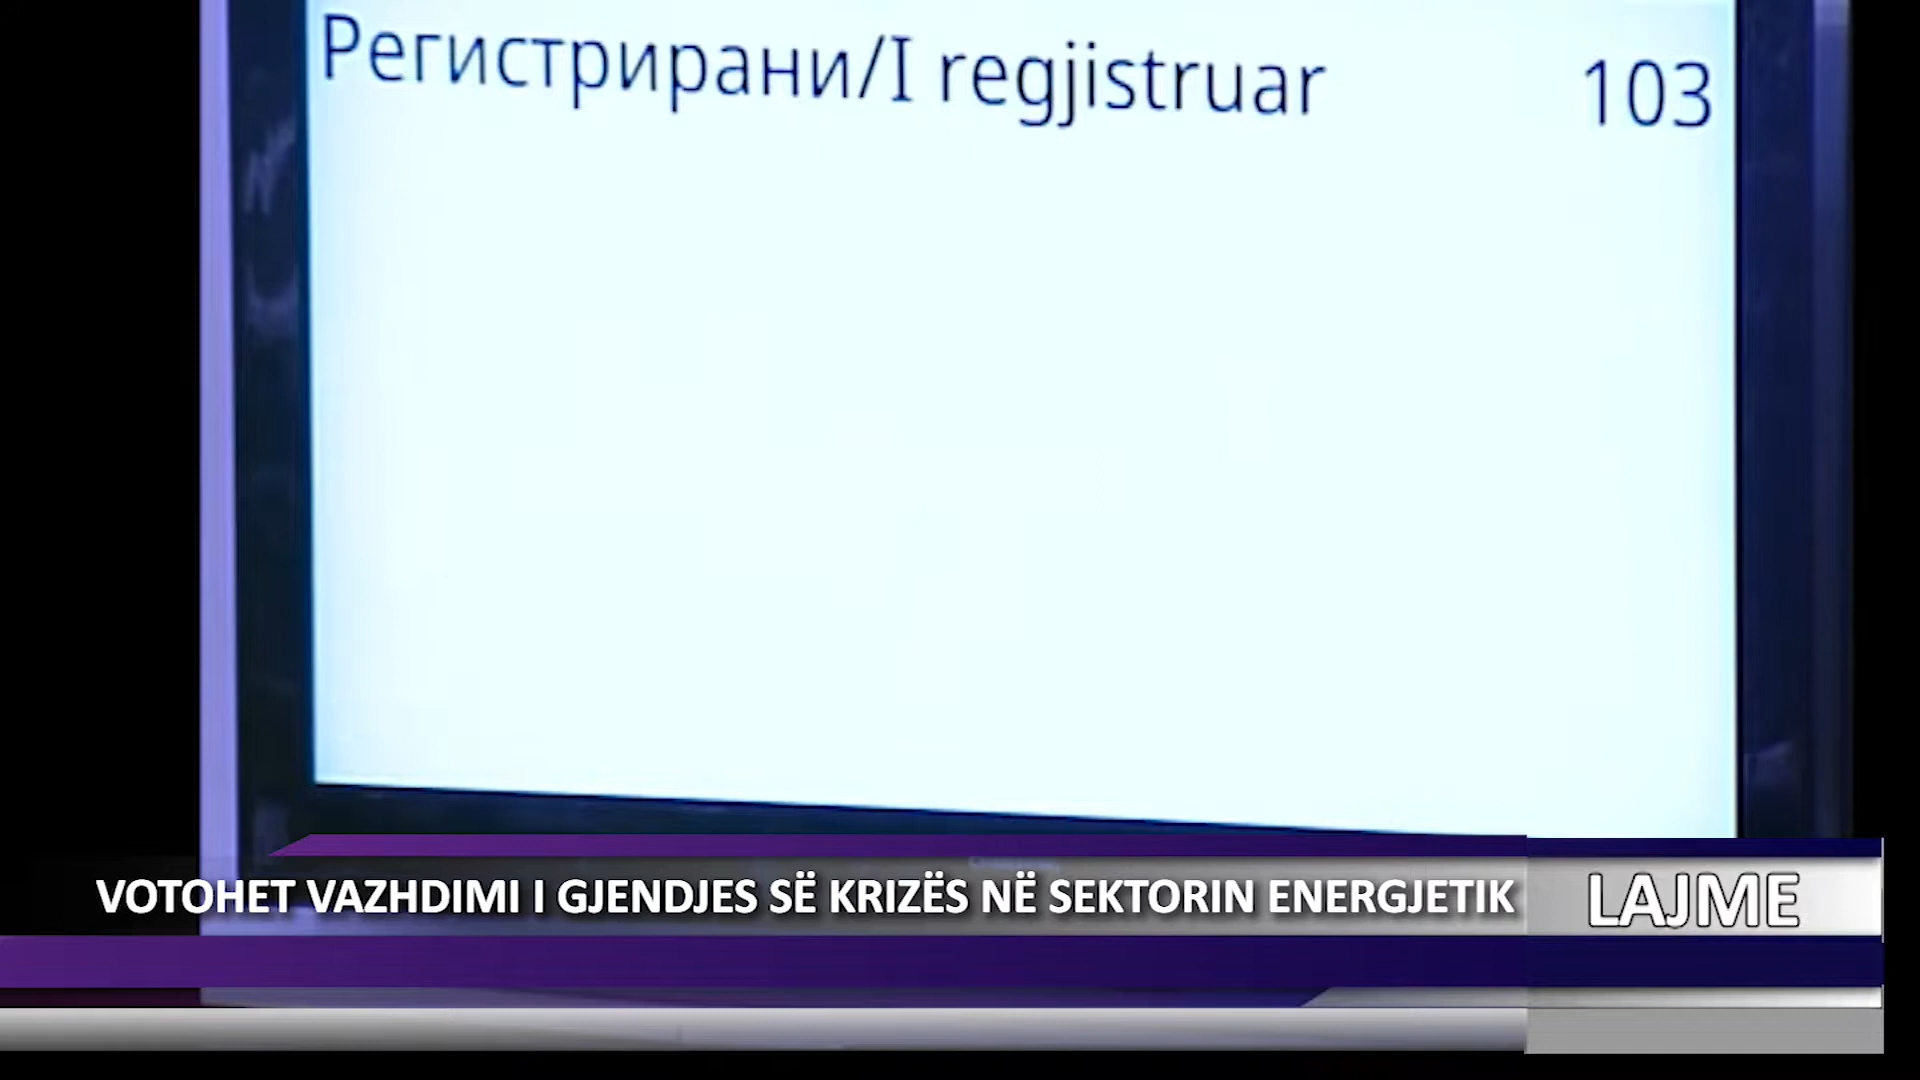 Регистрирани/I regjistruar 103
VOTOHET VAZHDIMI I GJENDJES SË KRIZËS NË SEKTORIN ENERGJETIK
LAJME